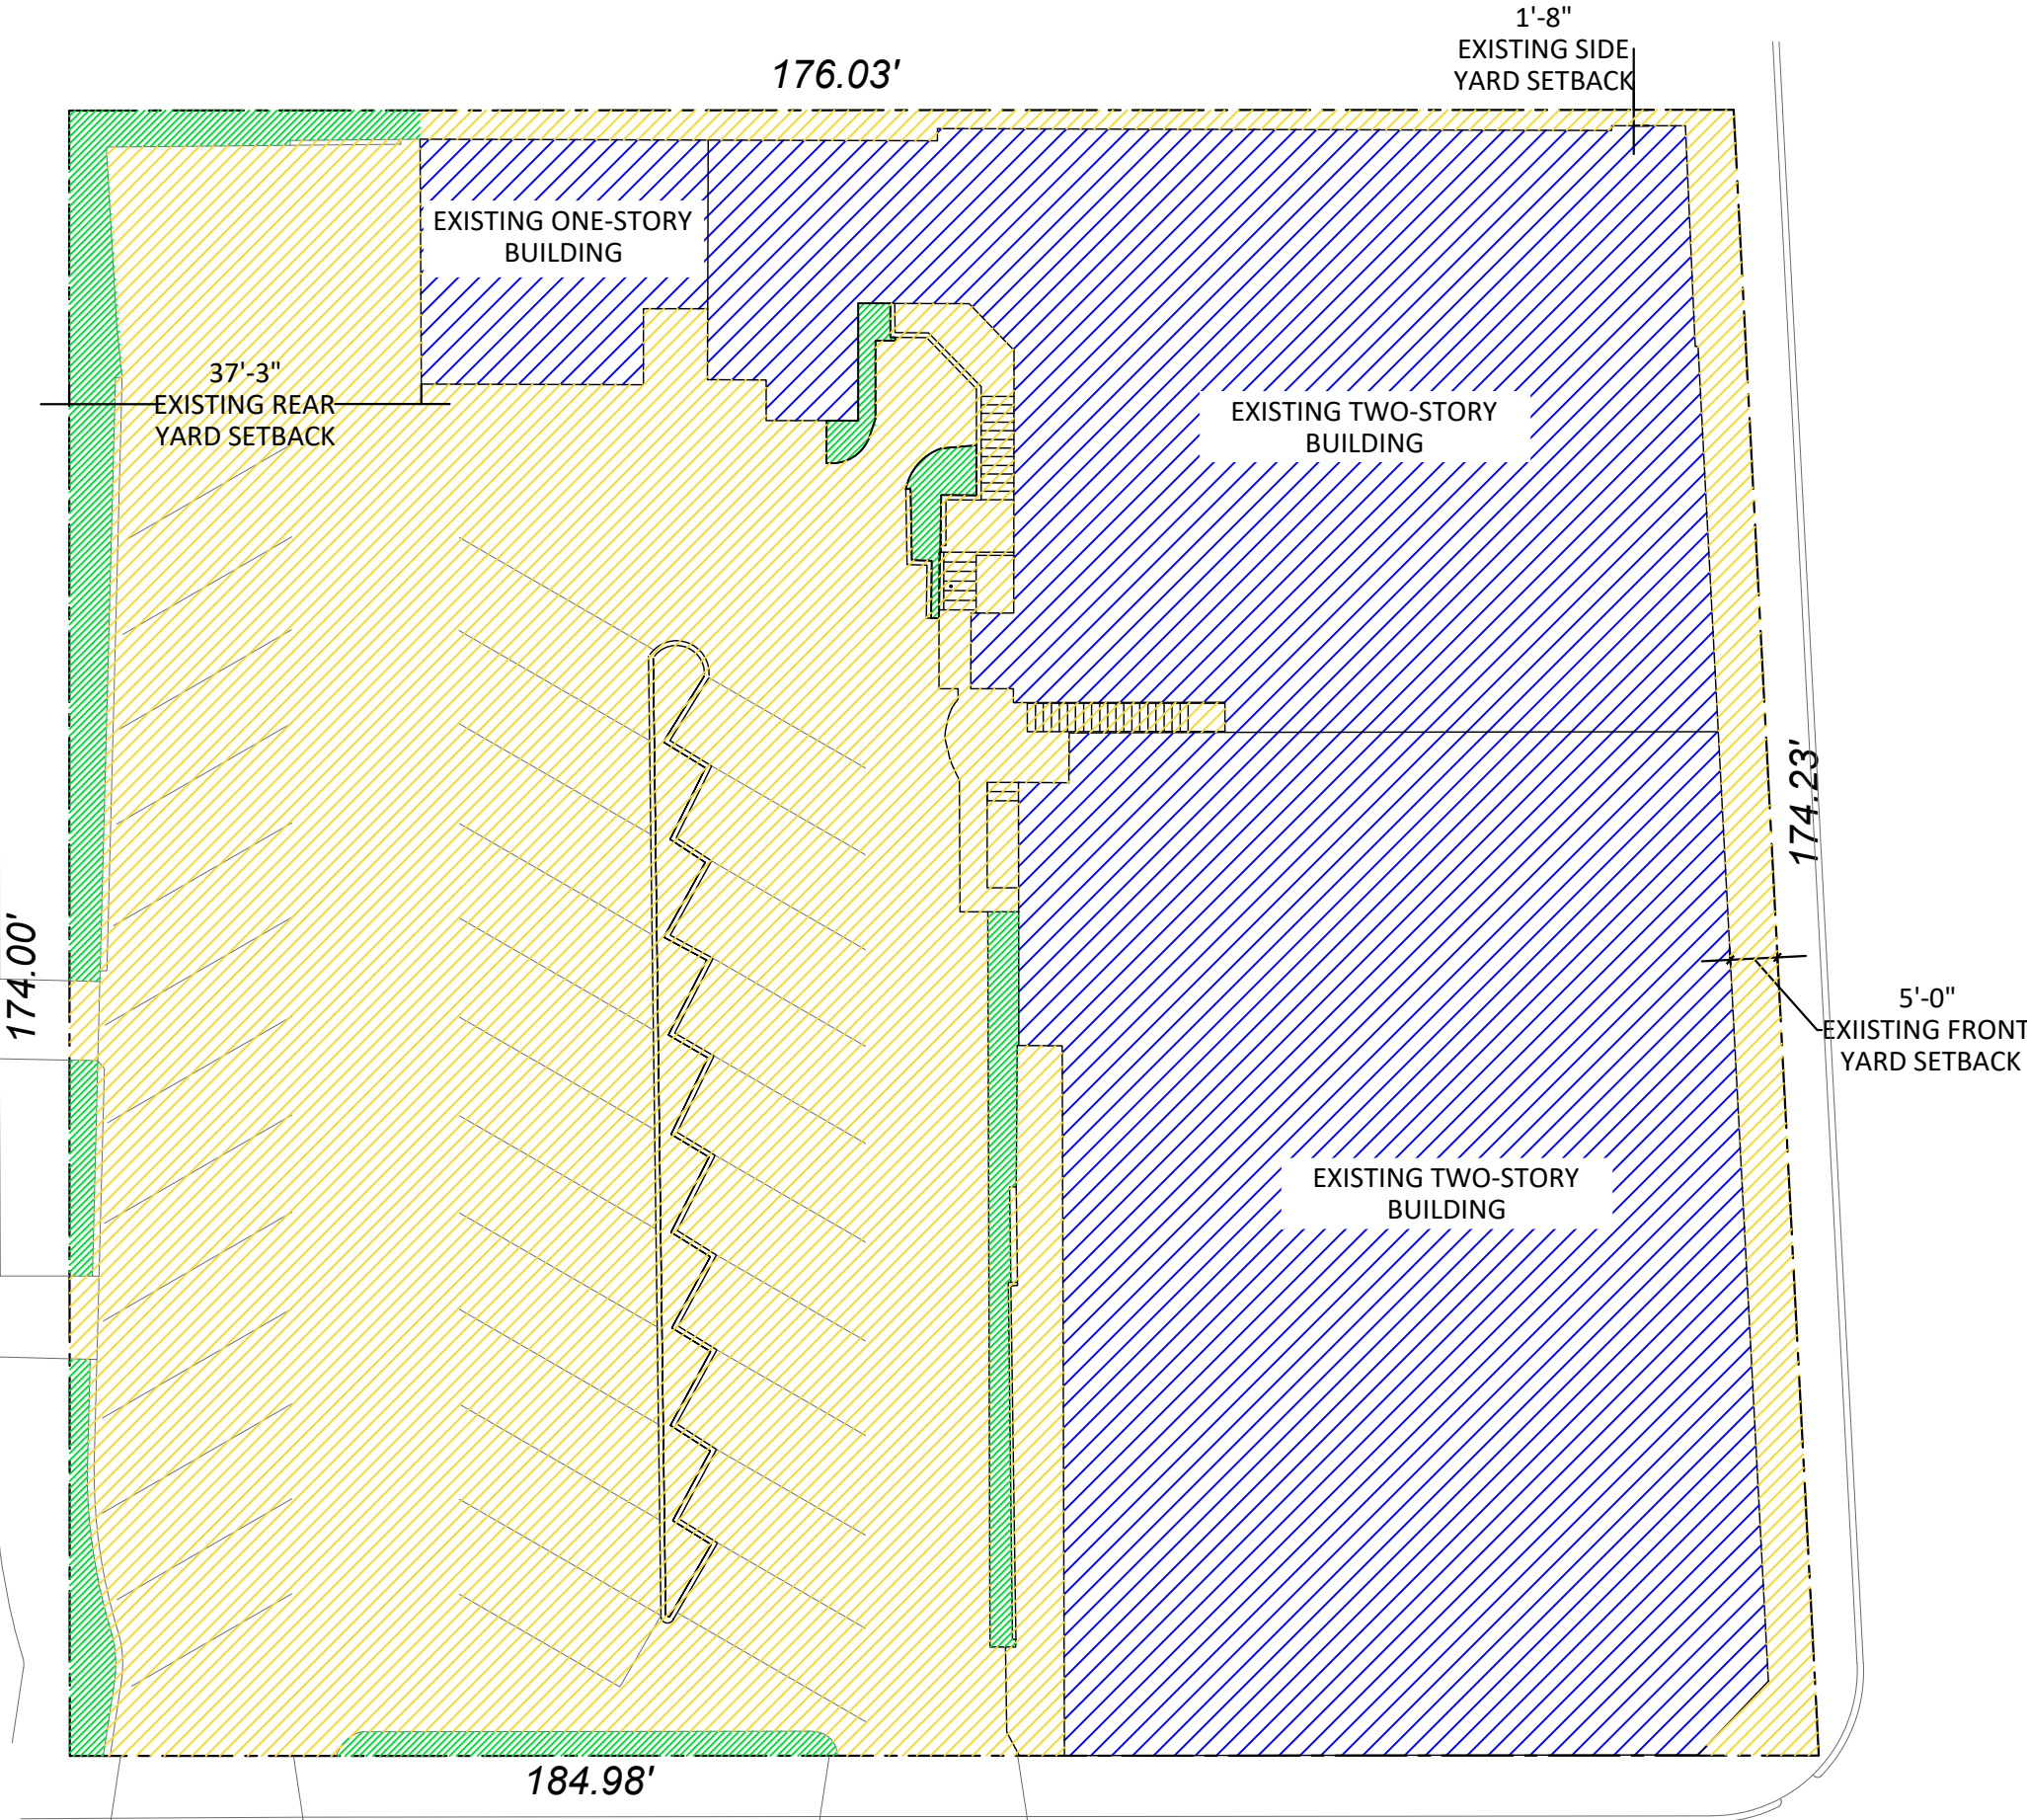 1'-8"
EXISTING SIDE
YARD SETBACK
176.03'
EXISTING ONE-STORY
BUILDING
37'-3"
EXISTING REAR
YARD SETBACK
EXISTING TWO-STORY
BUILDING
174.23'
174.00'
5'-0"
EXIISTING FRONT
YARD SETBACK
EXISTING TWO-STORY
BUILDING
184.98'